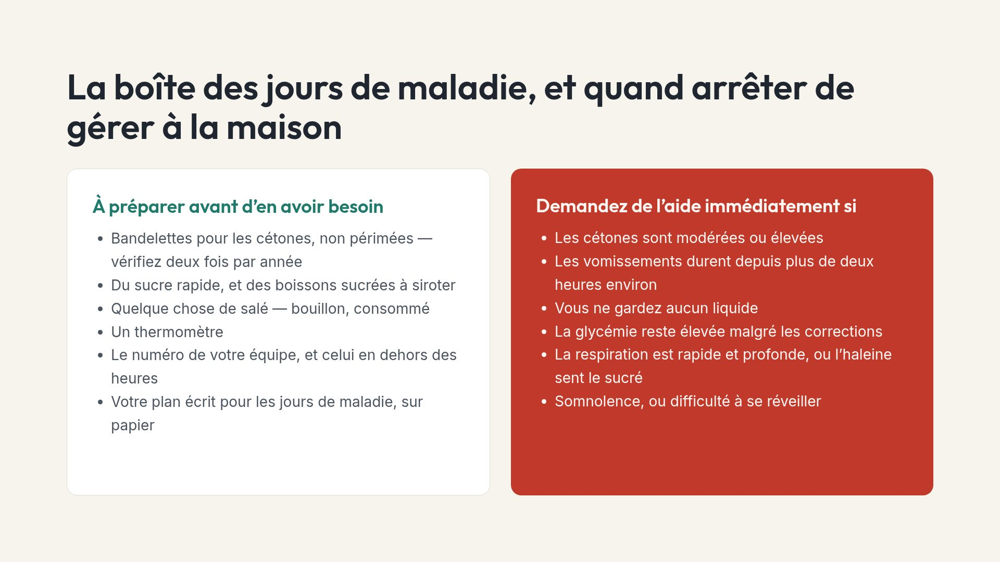 La boîte des jours de maladie, et quand arrêter de
gérer à la maison
À préparer avant d’en avoir besoin
• Bandelettes pour les cétones, non périmées —
vérifiez deux fois par année
• Du sucre rapide, et des boissons sucrées à siroter
• Quelque chose de salé — bouillon, consommé
• Un thermomètre
• Le numéro de votre équipe, et celui en dehors des
heures
• Votre plan écrit pour les jours de maladie, sur
papier
Demandez de l’aide immédiatement si
• Les cétones sont modérées ou élevées
• Les vomissements durent depuis plus de deux
heures environ
• Vous ne gardez aucun liquide
• La glycémie reste élevée malgré les corrections
• La respiration est rapide et profonde, ou l’haleine
sent le sucré
• Somnolence, ou difficulté à se réveiller